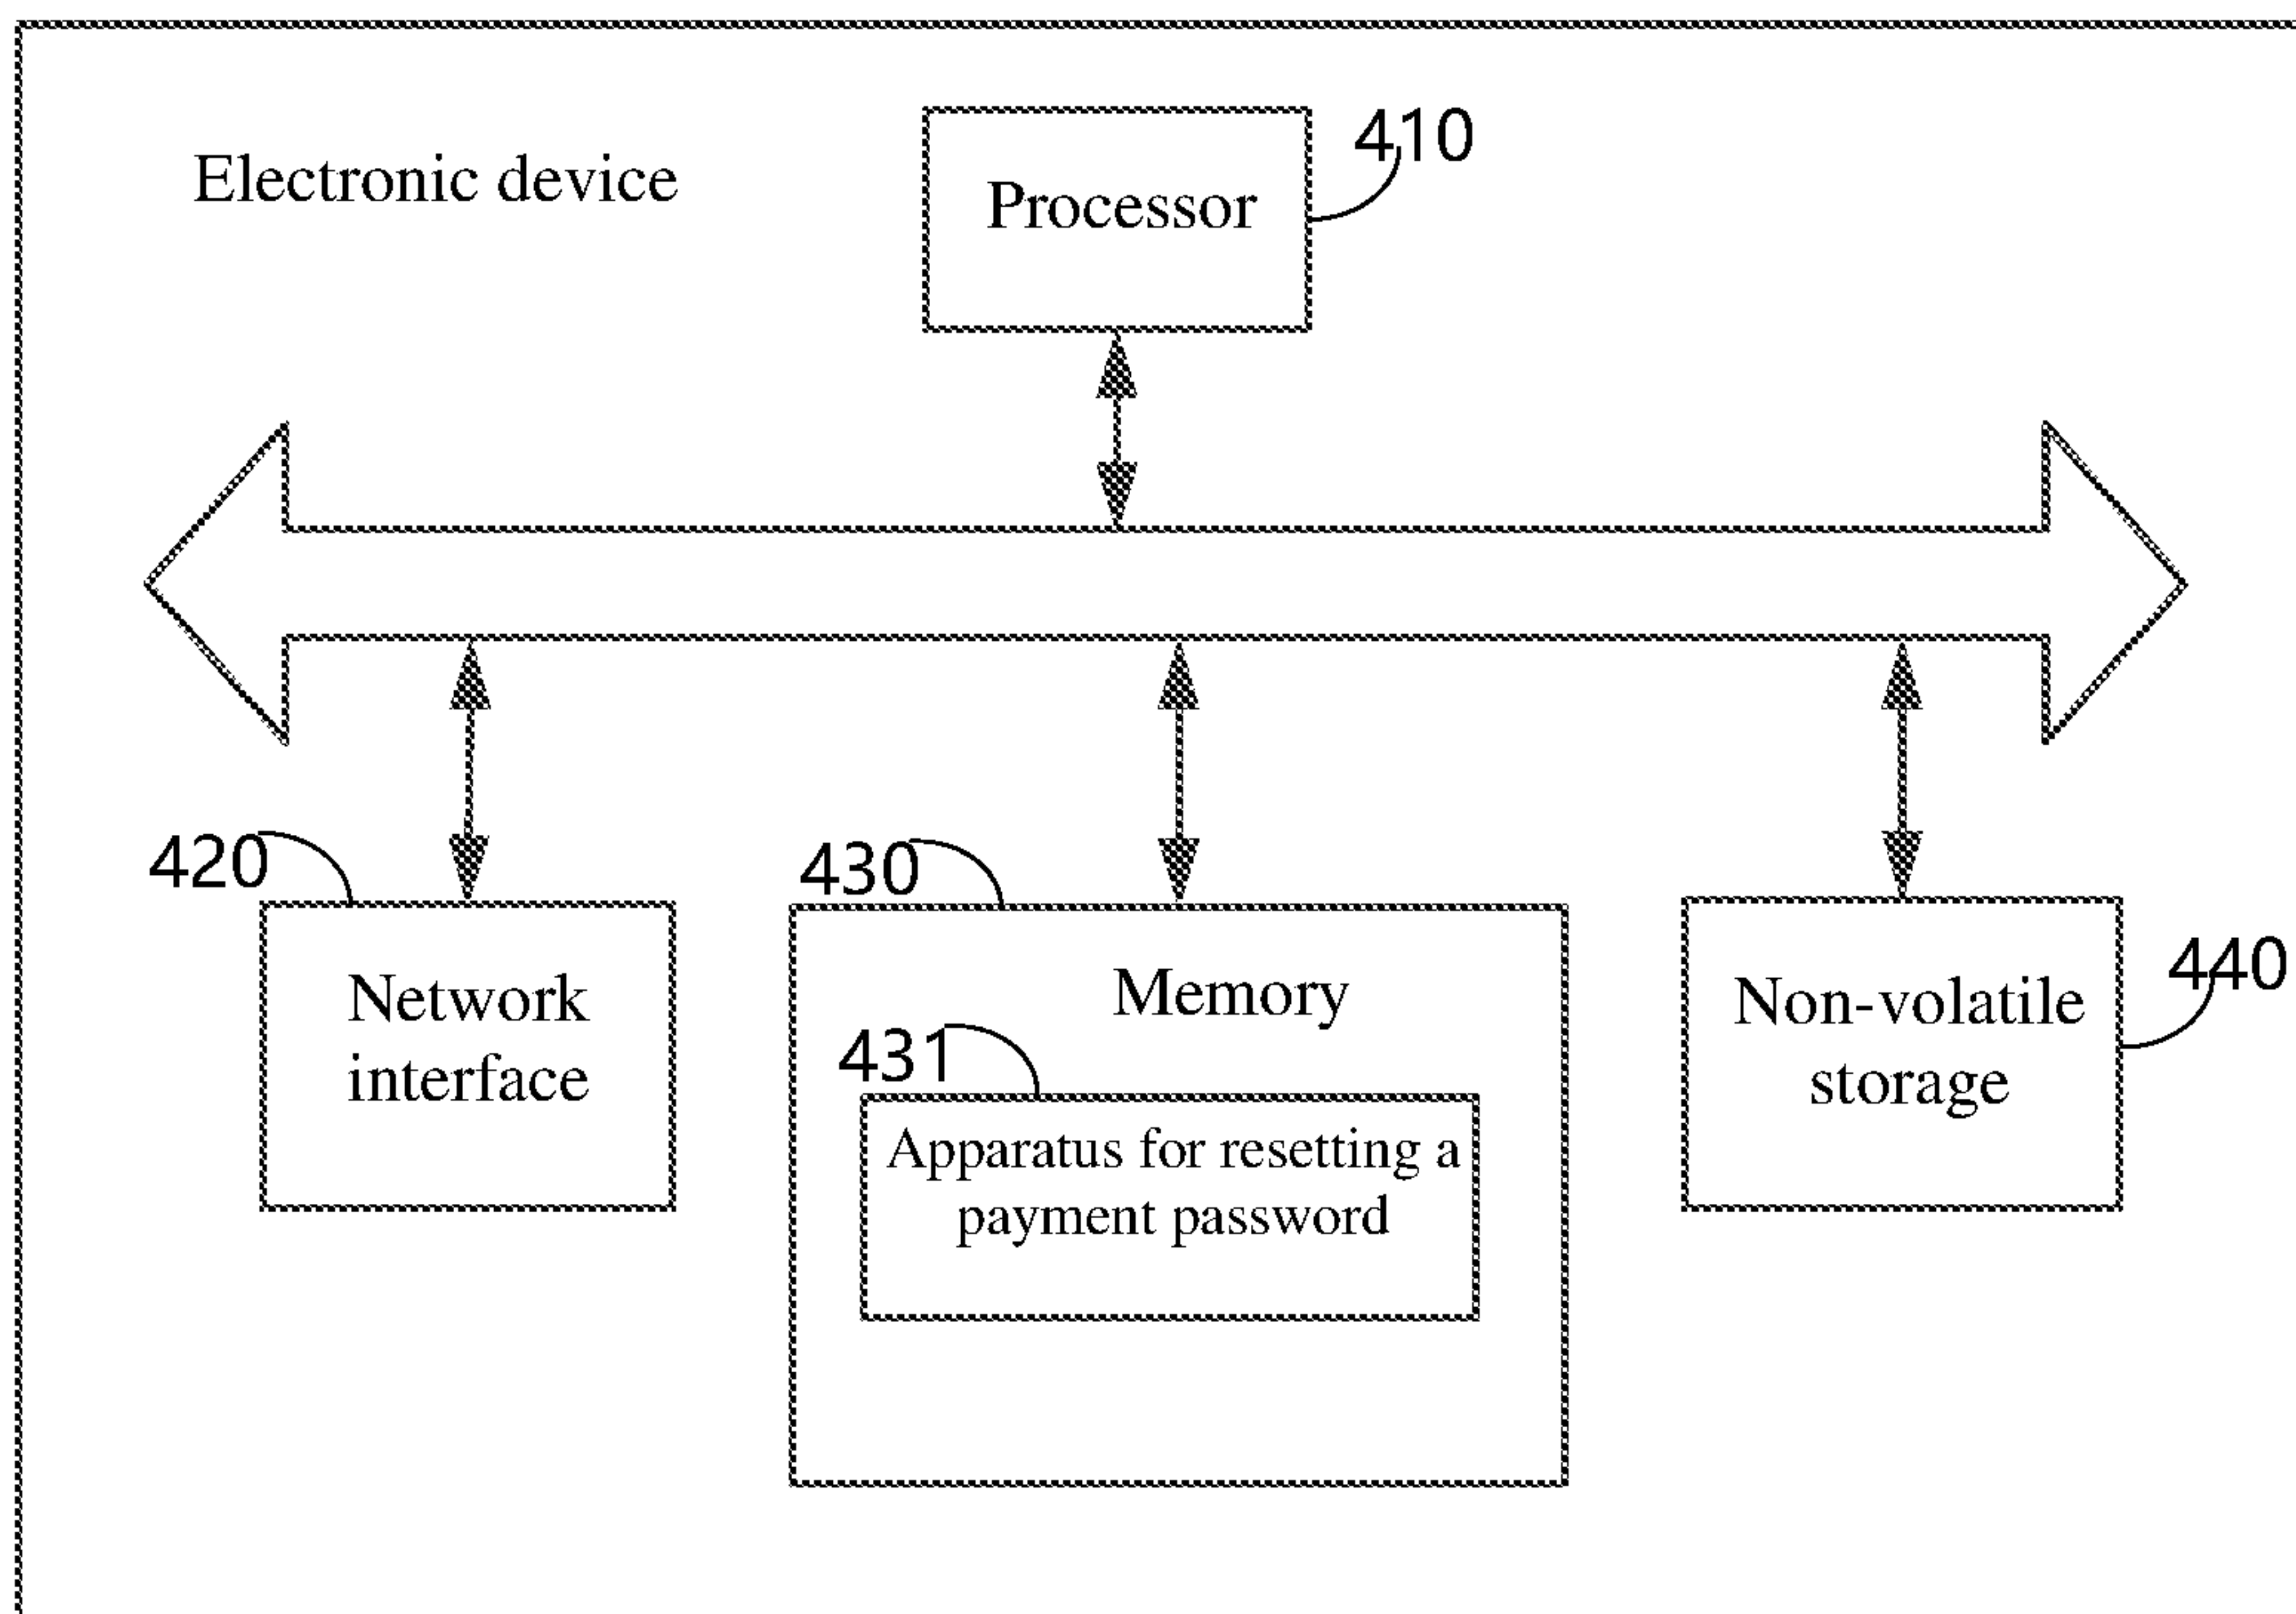 Electronic device
Processor
410
420
Network
interface
430
Memory
431
Apparatus for resetting a
payment password
440
Non-volatile
storage